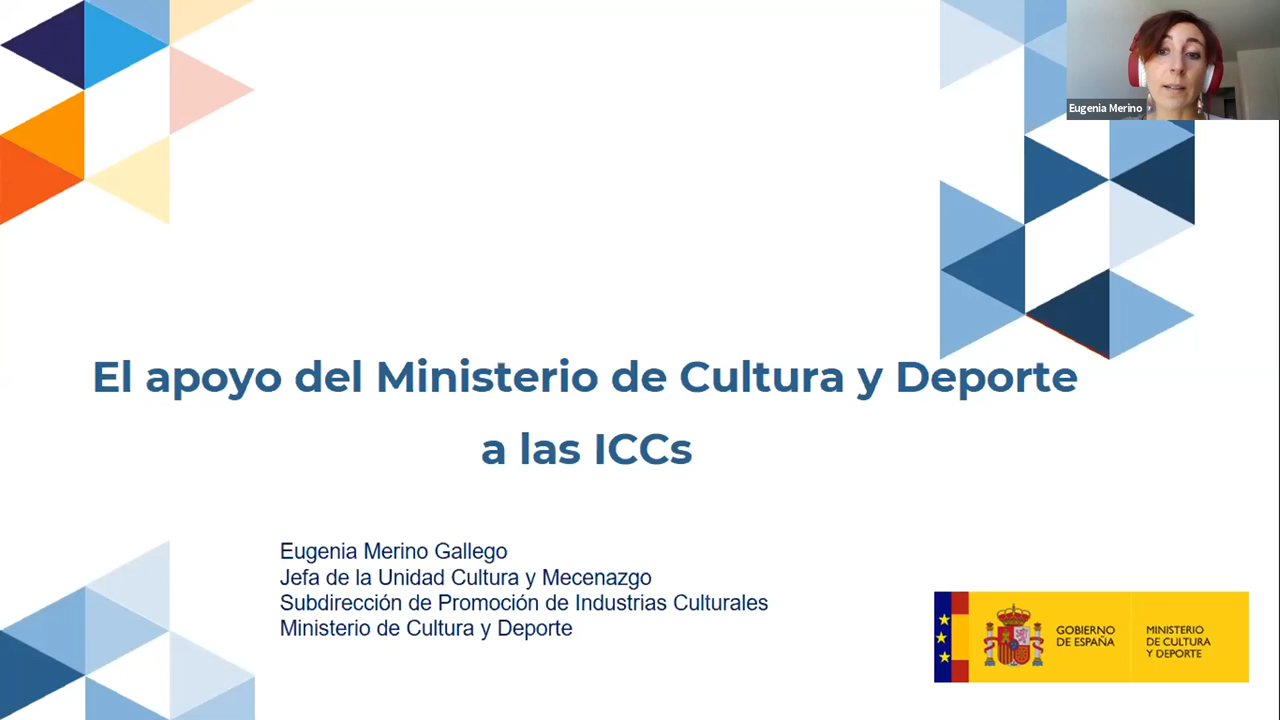 Eugenia Merino
El apoyo del Ministerio de Cultura y Deporte
a las ICCs
Eugenia Merino Gallego
Jefa de la Unidad Cultura y Mecenazgo
Subdirección de Promoción de Industrias Culturales
Ministerio de Cultura y Deporte
GOBIERNO
DE ESPAÑA
MINISTERIO
DE CULTURA
Y DEPORTE